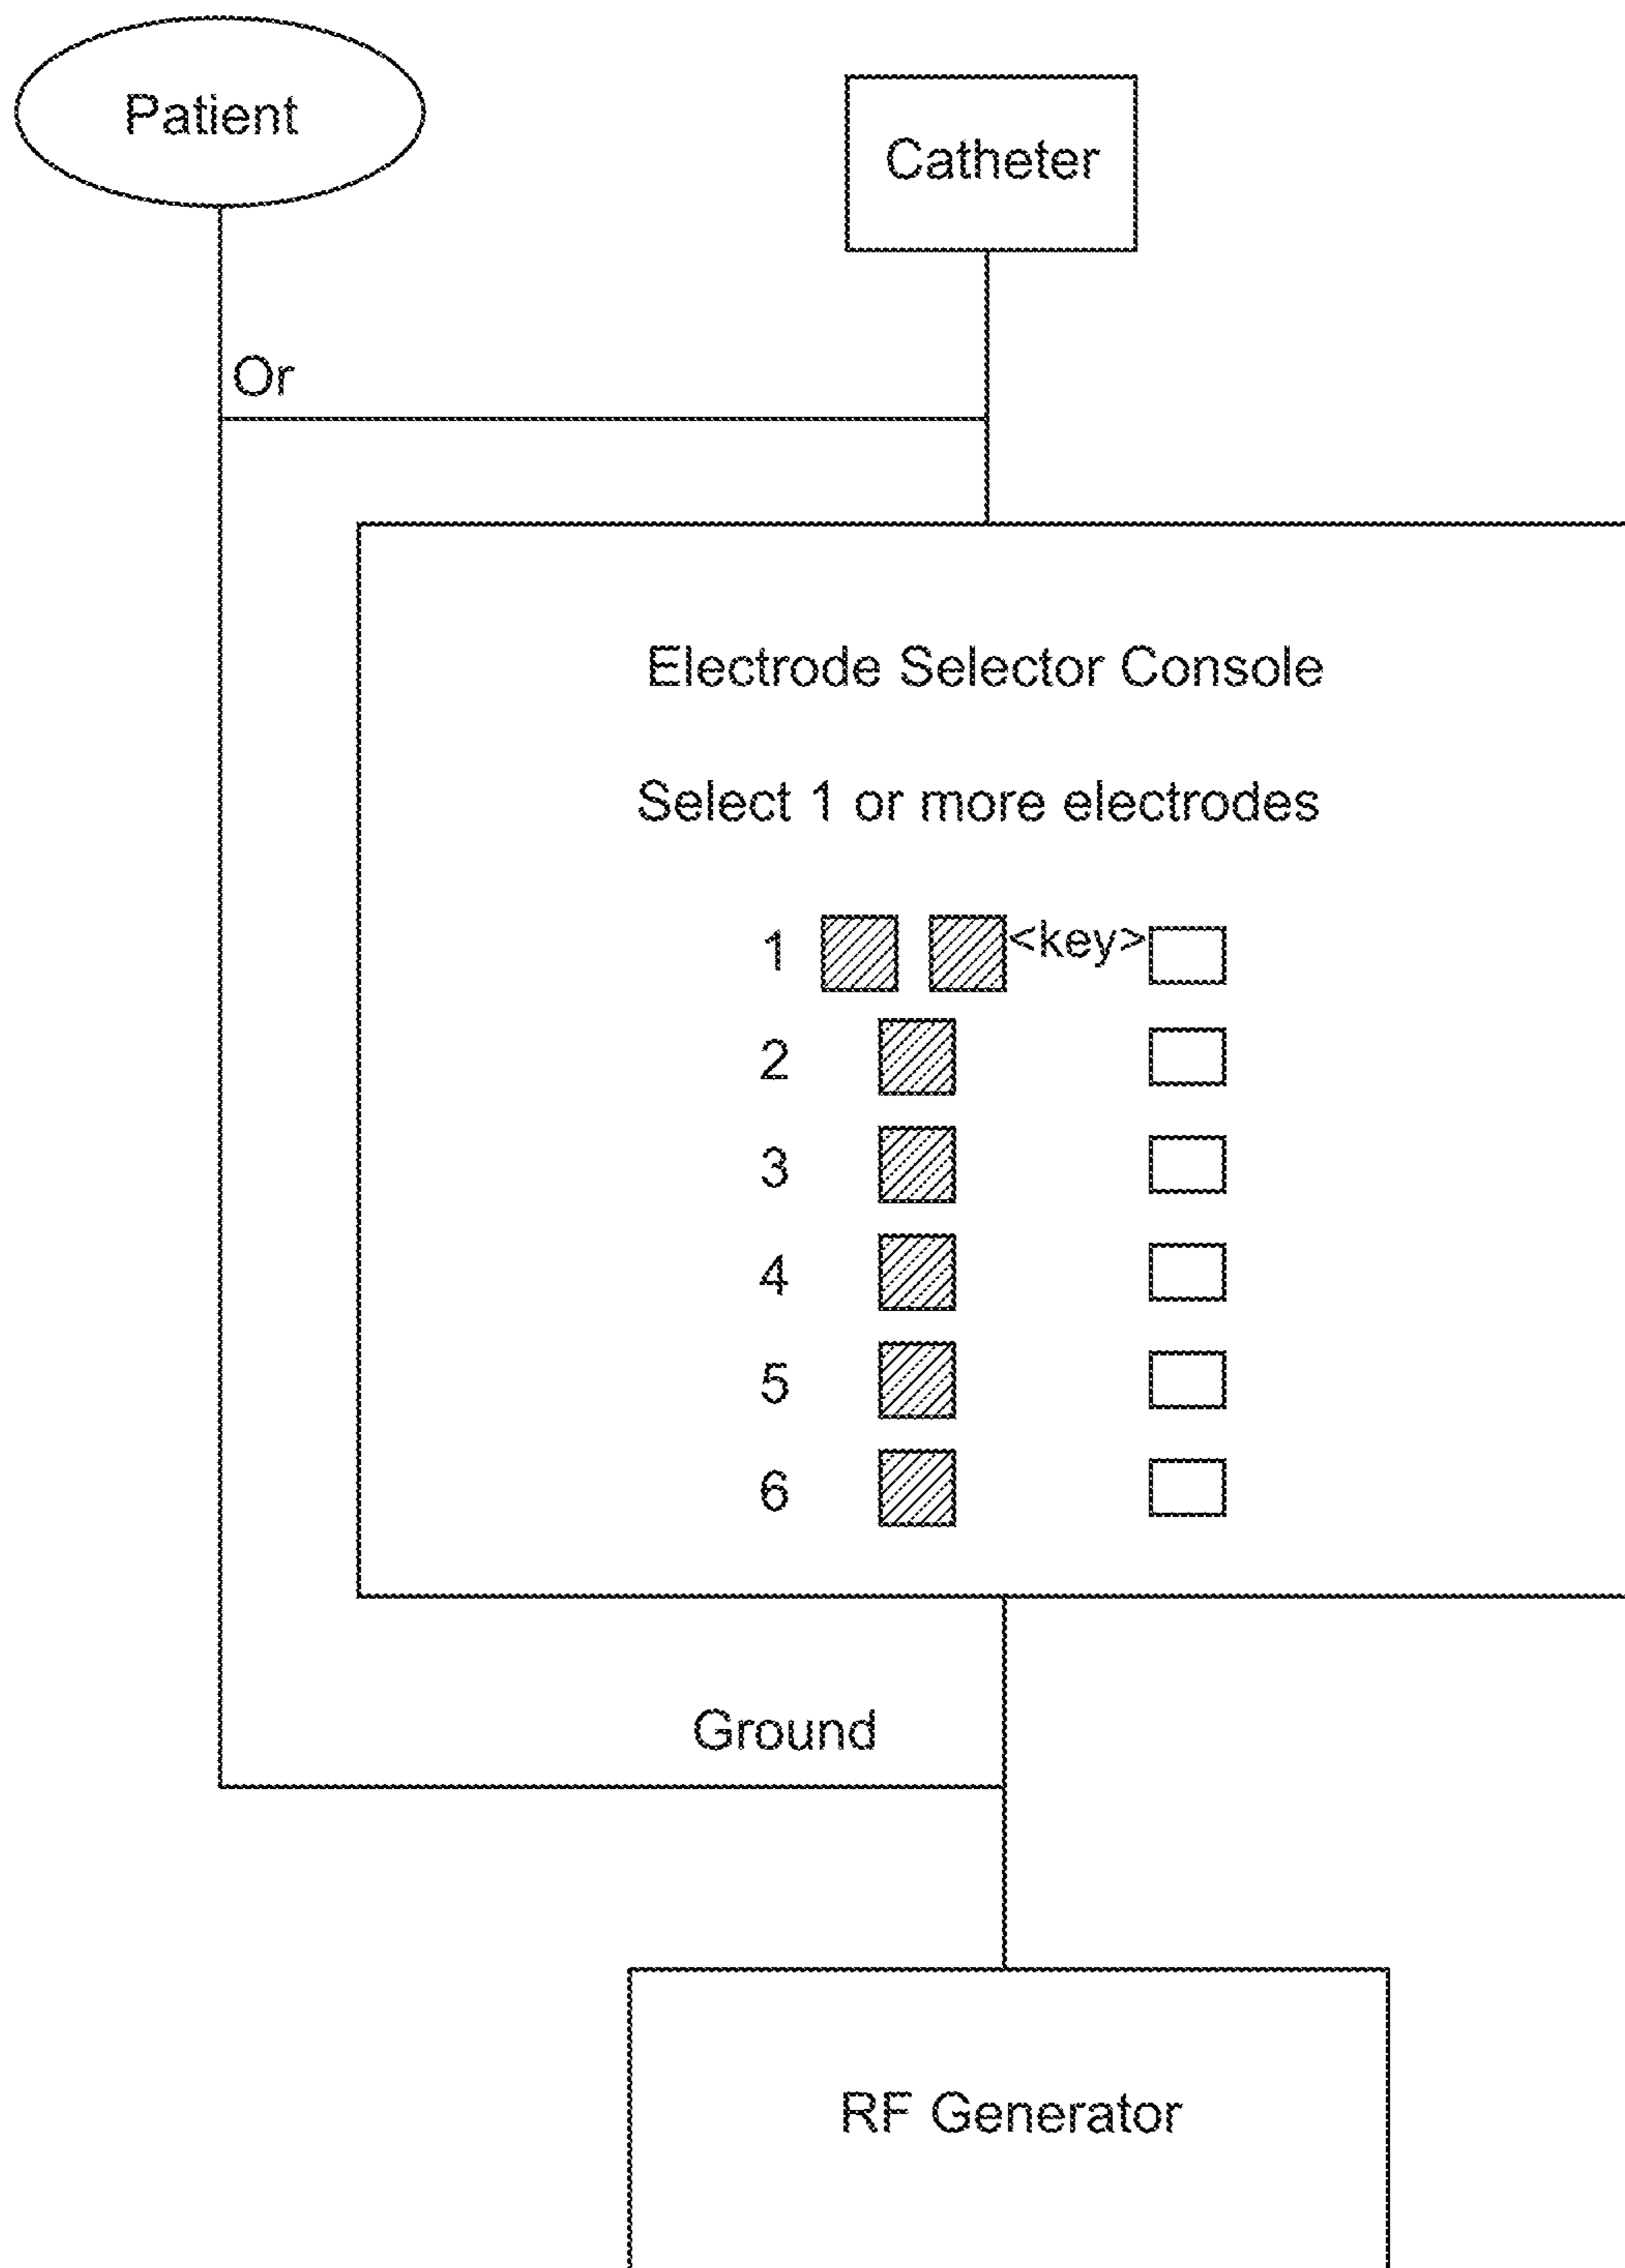 Patient
Catheter
Or
Electrode Selector Console
Select 1 or more electrodes
1 <key>
2
3
4
5
6
Ground
RF Generator